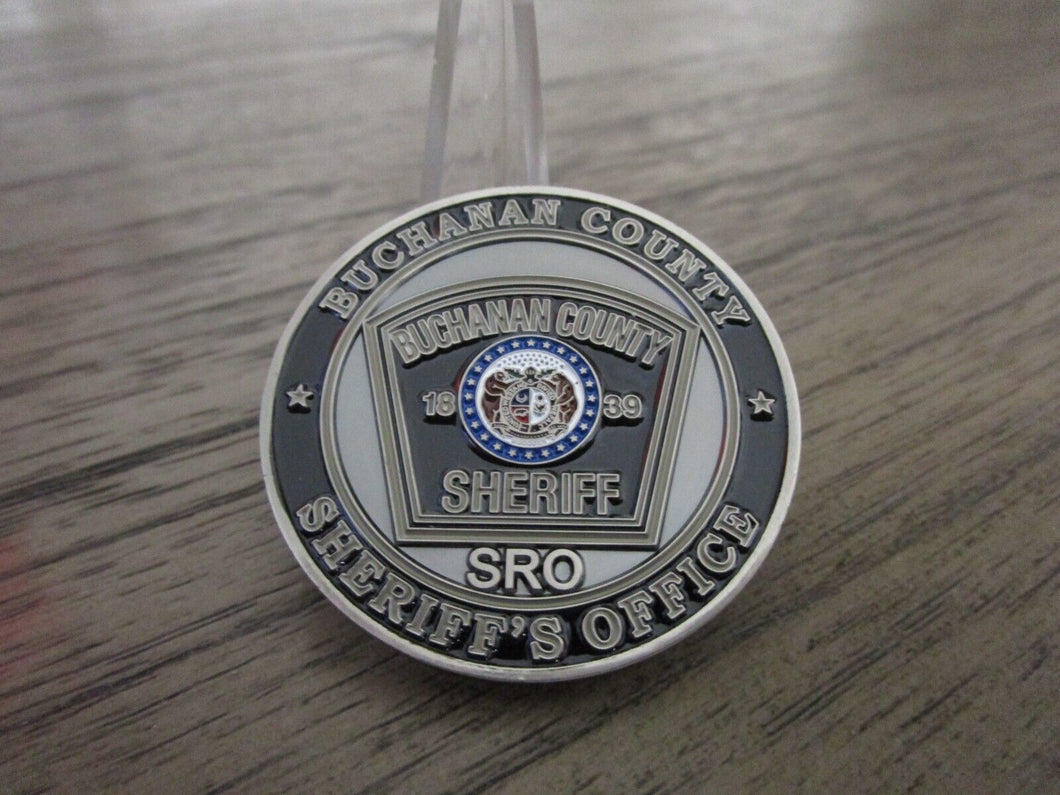 BUCHANAN COUNTY
BUCHANAN COUNTY
18 39
SHERIFF
SRO
SHERIFF'S OFFICE